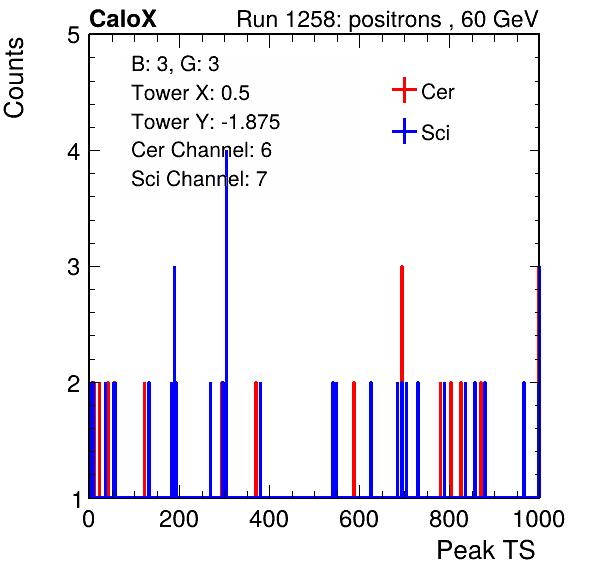 CaloX Run 1258: positrons , 60 GeV
Counts
5
4
3
2
1
B: 3, G: 3
Tower X: 0.5
Tower Y: -1.875
Cer Channel: 6
Sci Channel: 7
Cer
Sci
0 200 400 600 800 1000
Peak TS